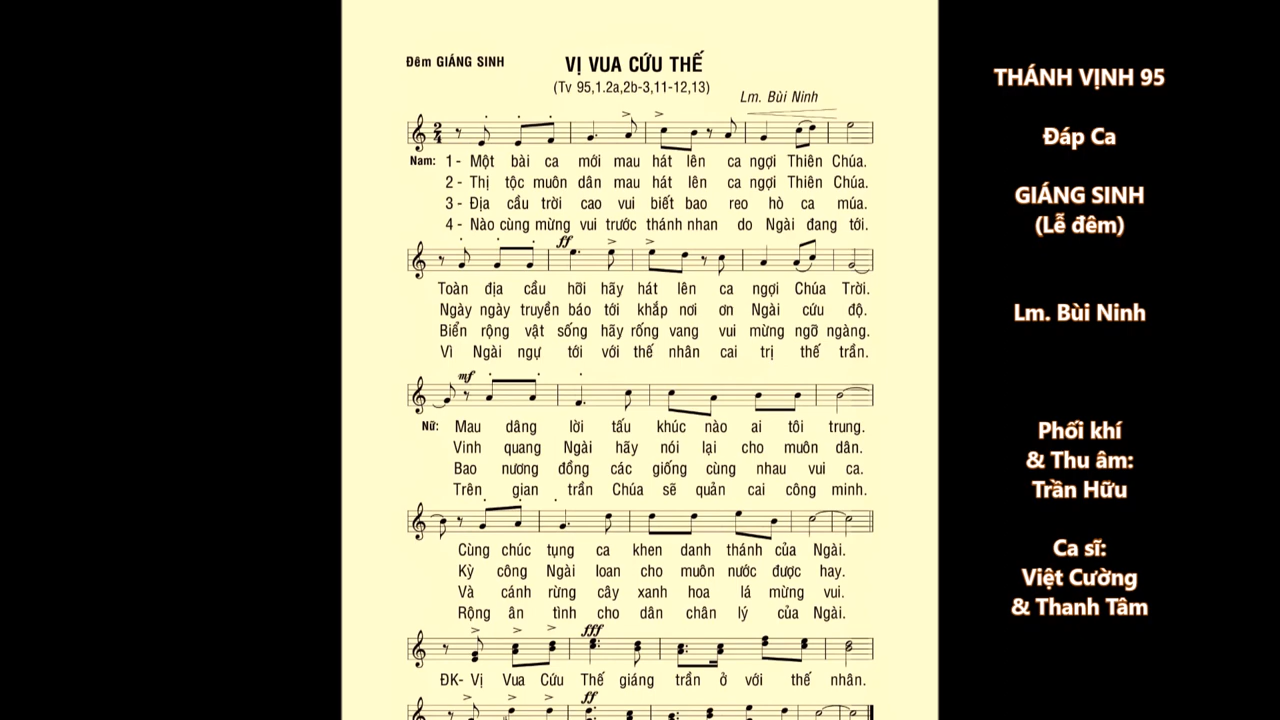 Đêm GIÁNG SINH
VỊ VUA CỨU THẾ
(Tv 95,1.2a,2b-3,11-12,13)
Lm. Bùi Ninh
Nam: 1 - Một bài ca mới mau hát lên ca ngợi Thiên Chúa.
2 - Thị tộc muôn dân mau hát lên ca ngợi Thiên Chúa.
3 - Địa cầu trời cao vui biết bao reo hò ca múa.
4 - Nào cùng mừng vui trước thánh nhan do Ngài đang tới.
ff
Toàn địa cầu hỡi hãy hát lên ca ngợi Chúa Trời.
Ngày ngày truyền báo tới khắp nơi ơn Ngài cứu độ.
Biển rộng vật sống hãy rống vang vui mừng ngỡ ngàng.
Vì Ngài ngự tới với thế nhân cai trị thế trần.
mf
Nữ: Mau dâng lời tấu khúc nào ai tôi trung.
Vinh quang Ngài hãy nói lại cho muôn dân.
Bao nương đồng các giống cùng nhau vui ca.
Trên gian trần Chúa sẽ quản cai công minh.
Cùng chúc tụng ca khen danh thánh của Ngài.
Kỳ công Ngài loan cho muôn nước được hay.
Và cánh rừng cây xanh hoa lá mừng vui.
Rộng ân tình cho dân chân lý của Ngài.
fff
ĐK- Vị Vua Cứu Thế giáng trần ở với thế nhân.
ff
THÁNH VỊNH 95
Đáp Ca
GIÁNG SINH
(Lễ đêm)
Lm. Bùi Ninh
Phối khí
& Thu âm:
Trần Hữu
Ca sĩ:
Việt Cường
& Thanh Tâm